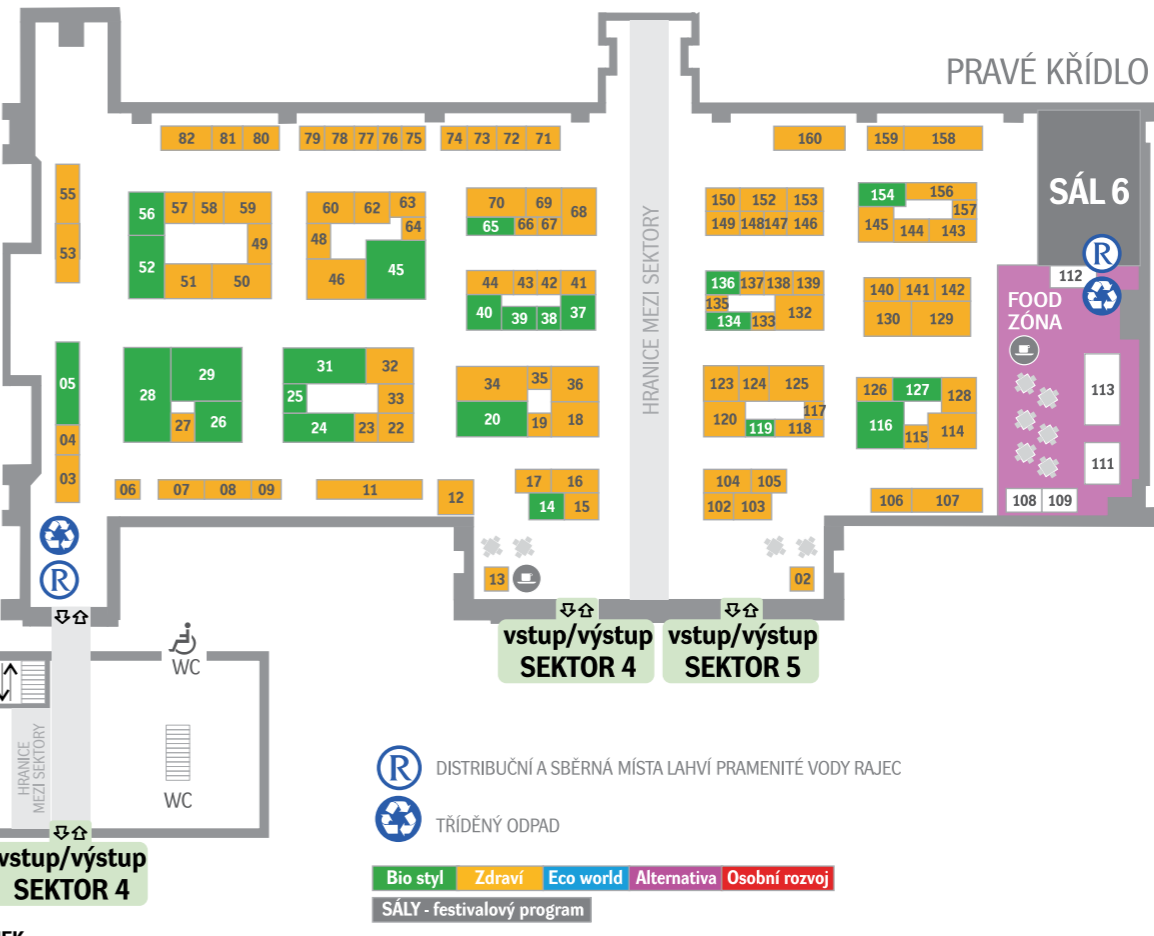 PRAVÉ KŘÍDLO
82 81 80 79 78 77 76 75 74 73 72 71 160 159 158
SÁL 6
55
53
56 57 58 59
49
52 51 50
60 62 63
64
48
46 45
70 69 68
65 66 67
150 152 153
149 148 147 146
154 156
157
145 144 143
R
44 43 42 41
40 39 38 37
136 137 138 139
135
134 133 132
140 141 142
130 129
112
FOOD
ZÓNA
HRANICE MEZI SEKTORY
05
04
03
28 29
27 26
31 32
25 33
24 23 22
34 35 36
20 19 18
123 124 125
120 117
119 118
126 127 128
116 115 114
113
111
06 07 08 09 11 12
17 16
14 15
104 105
102 103
106 107
108 109
13
02
R
vstup/výstup
SEKTOR 4
vstup/výstup
SEKTOR 5
WC
HRANICE
MEZI SEKTORY
WC
R DISTRIBUČNÍ A SBĚRNÁ MÍSTA LAHVÍ PRAMENITÉ VODY RAJEC
TŘÍDĚNÝ ODPAD
vstup/výstup
SEKTOR 4
Bio styl Zdraví Eco world Alternativa Osobní rozvoj
SÁLY - festivalový program